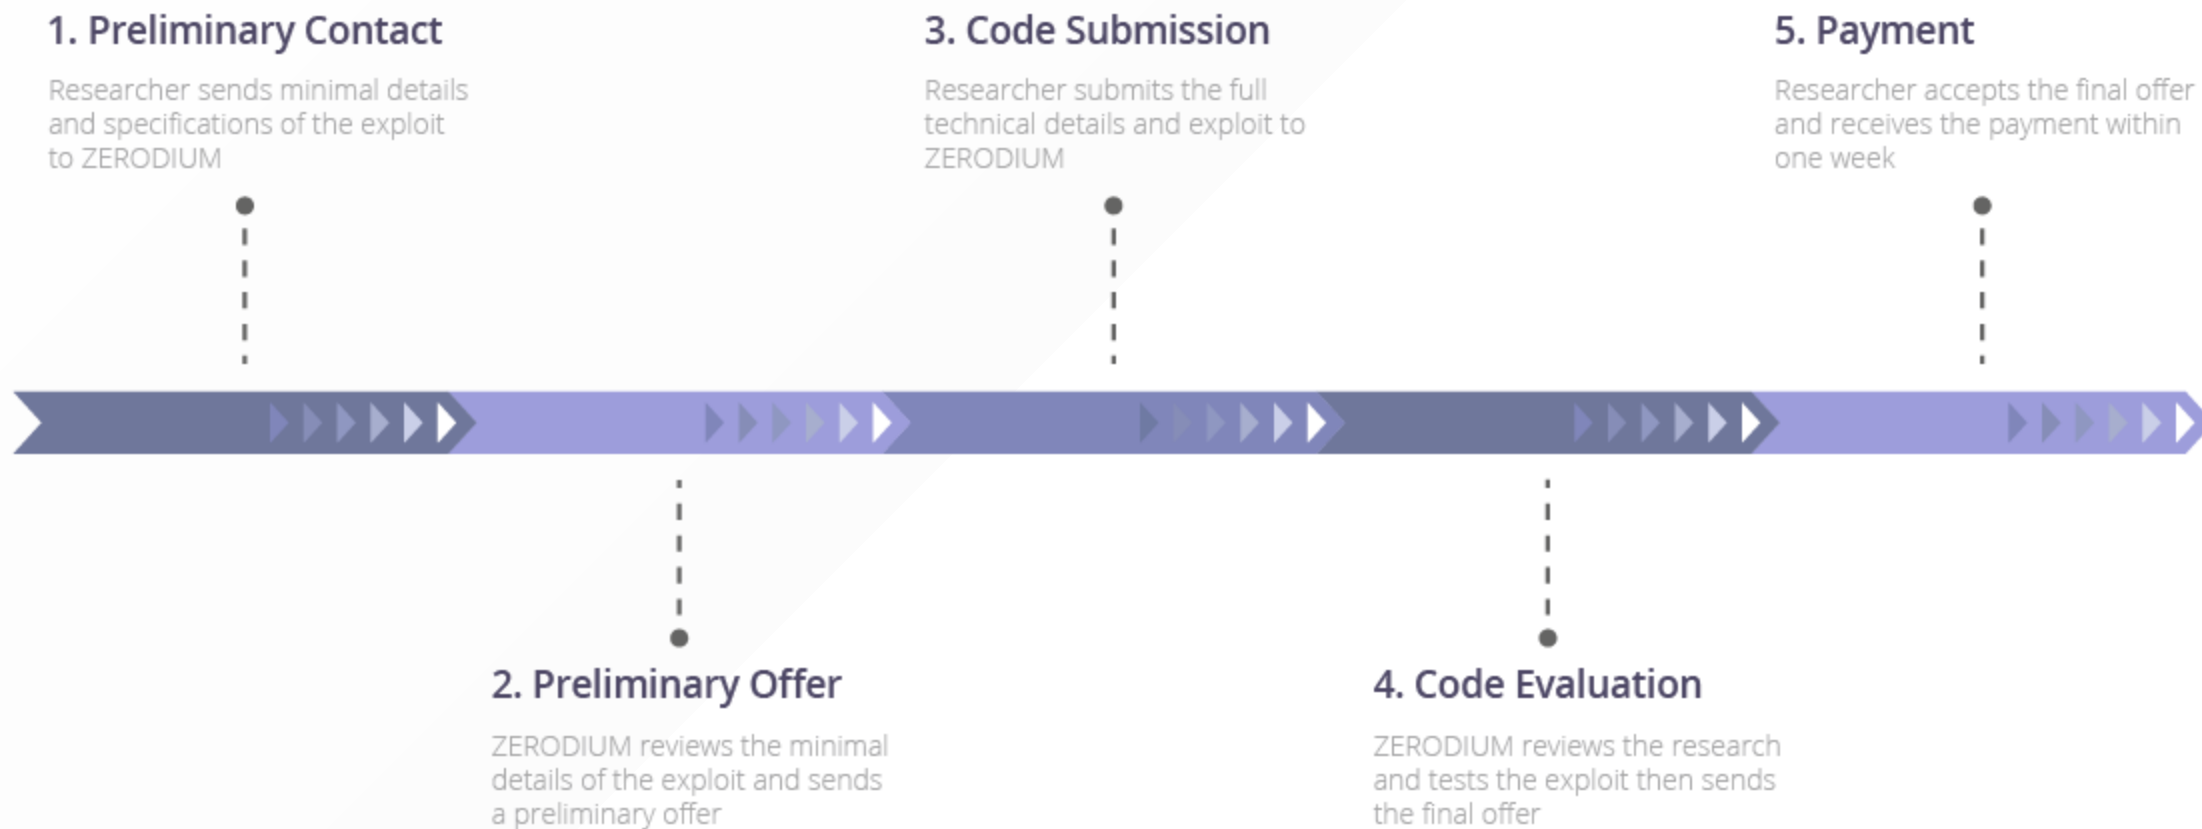 1. Preliminary Contact
Researcher sends minimal details
and specifications of the exploit
to ZERODIUM
2. Preliminary Offer
ZERODIUM reviews the minimal
details of the exploit and sends
a preliminary offer
3. Code Submission
Researcher submits the full
technical details and exploit to
ZERODIUM
4. Code Evaluation
ZERODIUM reviews the research
and tests the exploit then sends
the final offer
5. Payment
Researcher accepts the final offer
and receives the payment within
one week